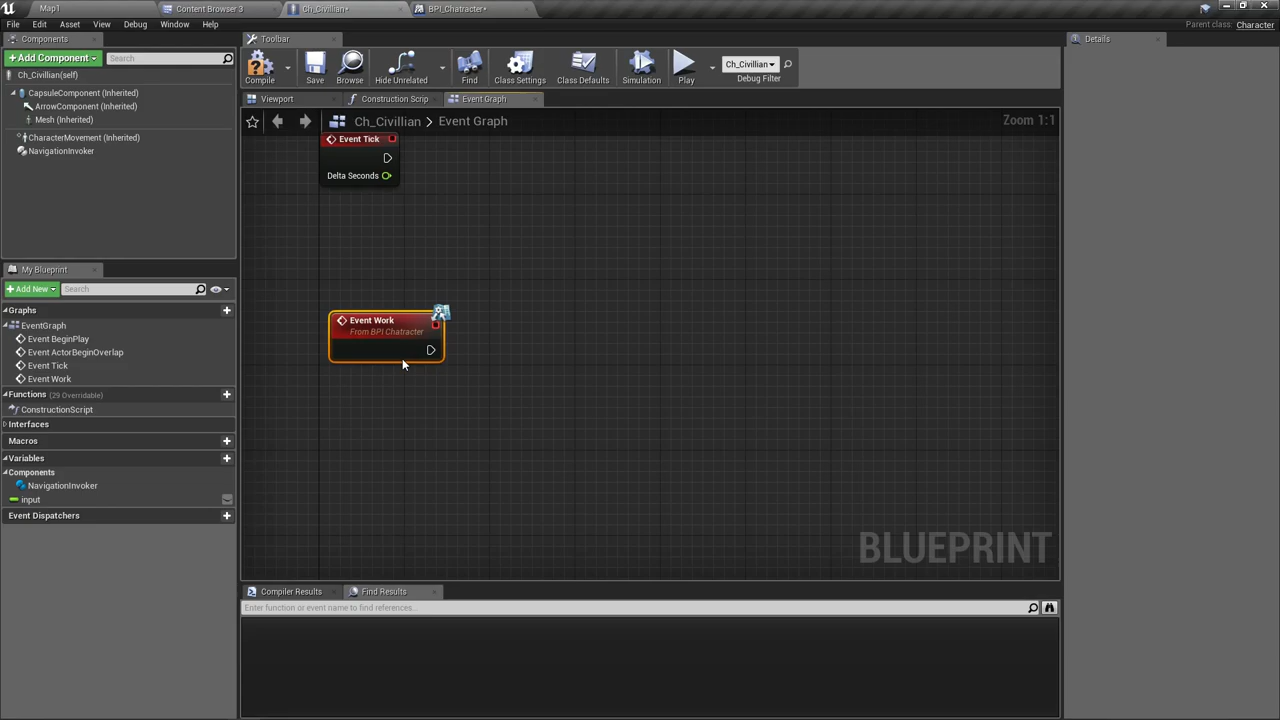 Map1
Content Browser 3
Ch_Civillian*
BPI_Chatracter*
File Edit Asset View Debug Window Help
Parent class: Character
Components
Toolbar
Details
+Add Component
Search
Compile
Save
Browse
Hide Unrelated
Find
Class Settings
Class Defaults
Simulation
Play
Ch_Civillian
Debug Filter
Ch_Civillian(self)
CapsuleComponent (Inherited)
ArrowComponent (Inherited)
Mesh (Inherited)
CharacterMovement (Inherited)
NavigationInvoker
Viewport
Construction Scrip
Event Graph
Ch_Civillian > Event Graph
Zoom 1:1
Event Tick
Delta Seconds
Event Work
From BPI Chatracter
My Blueprint
+Add New
Search
Graphs
EventGraph
Event BeginPlay
Event ActorBeginOverlap
Event Tick
Event Work
Functions (29 Overridable)
ConstructionScript
Interfaces
Macros
Variables
Components
NavigationInvoker
input
Event Dispatchers
BLUEPRINT
Compiler Results
Find Results
Enter function or event name to find references...